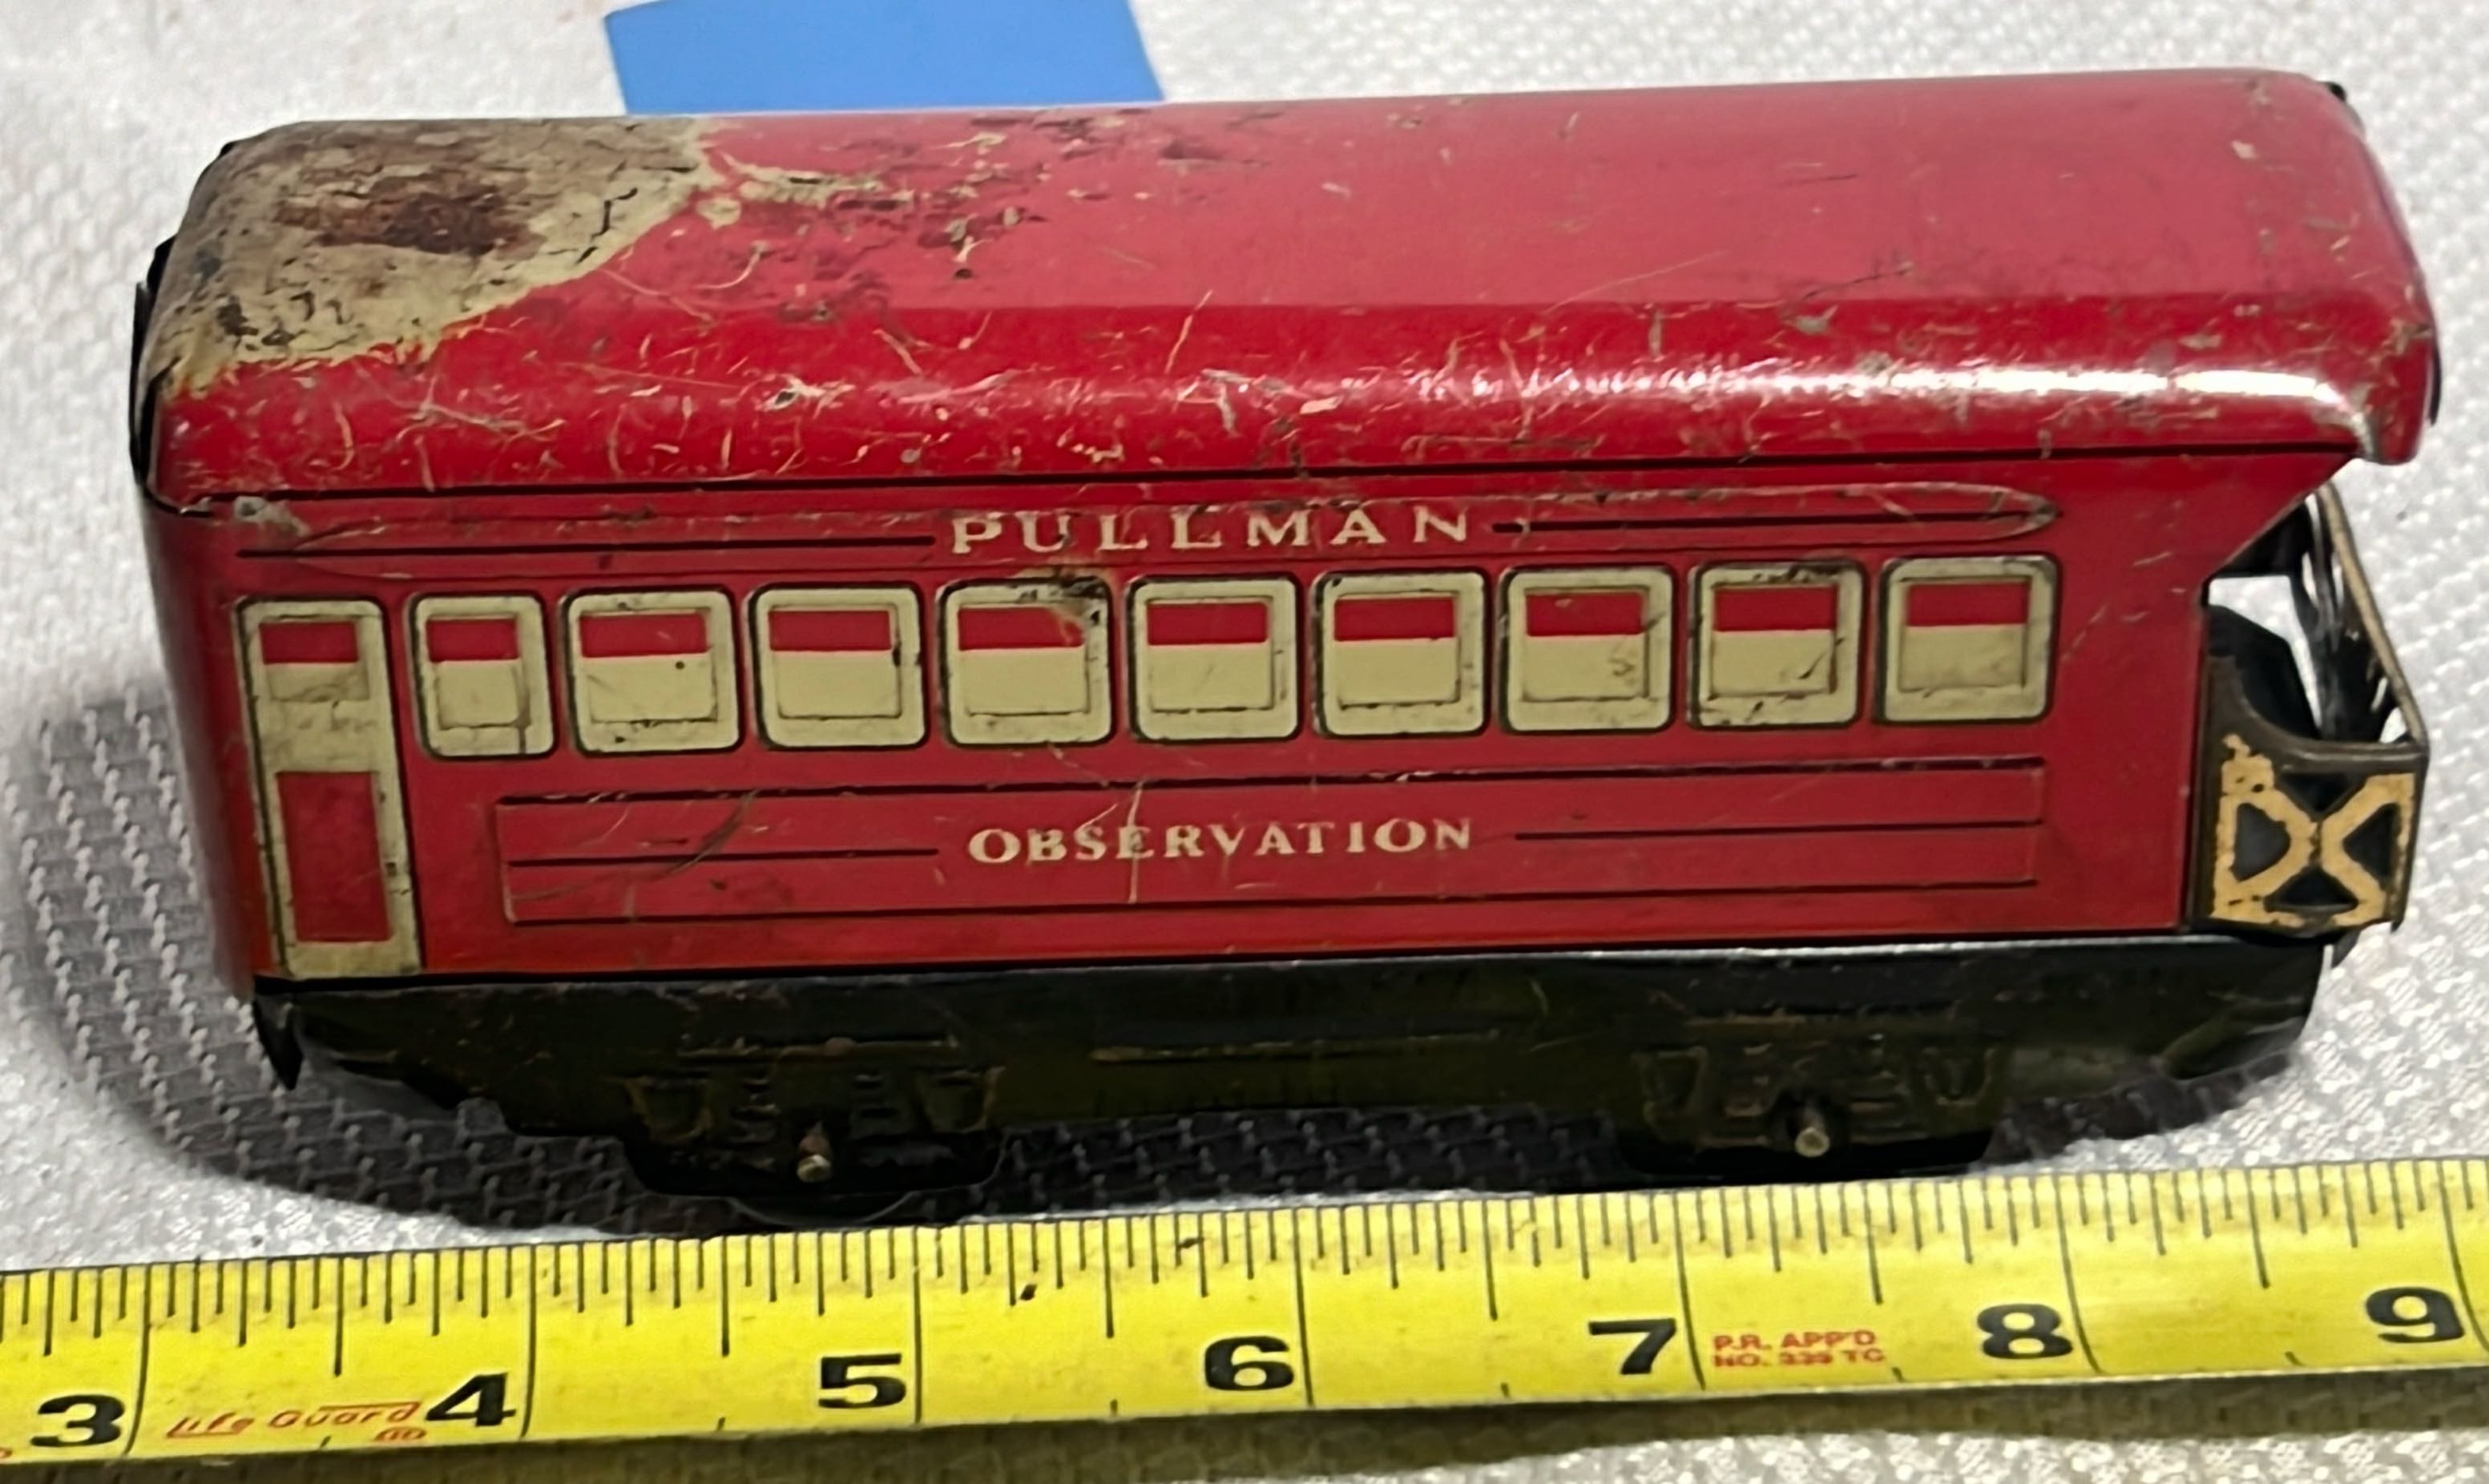 PULLMAN
OBSERVATION
3 Life Guard 4 5 6 7 P.R. APP'D 8 9
NO. 339 TC